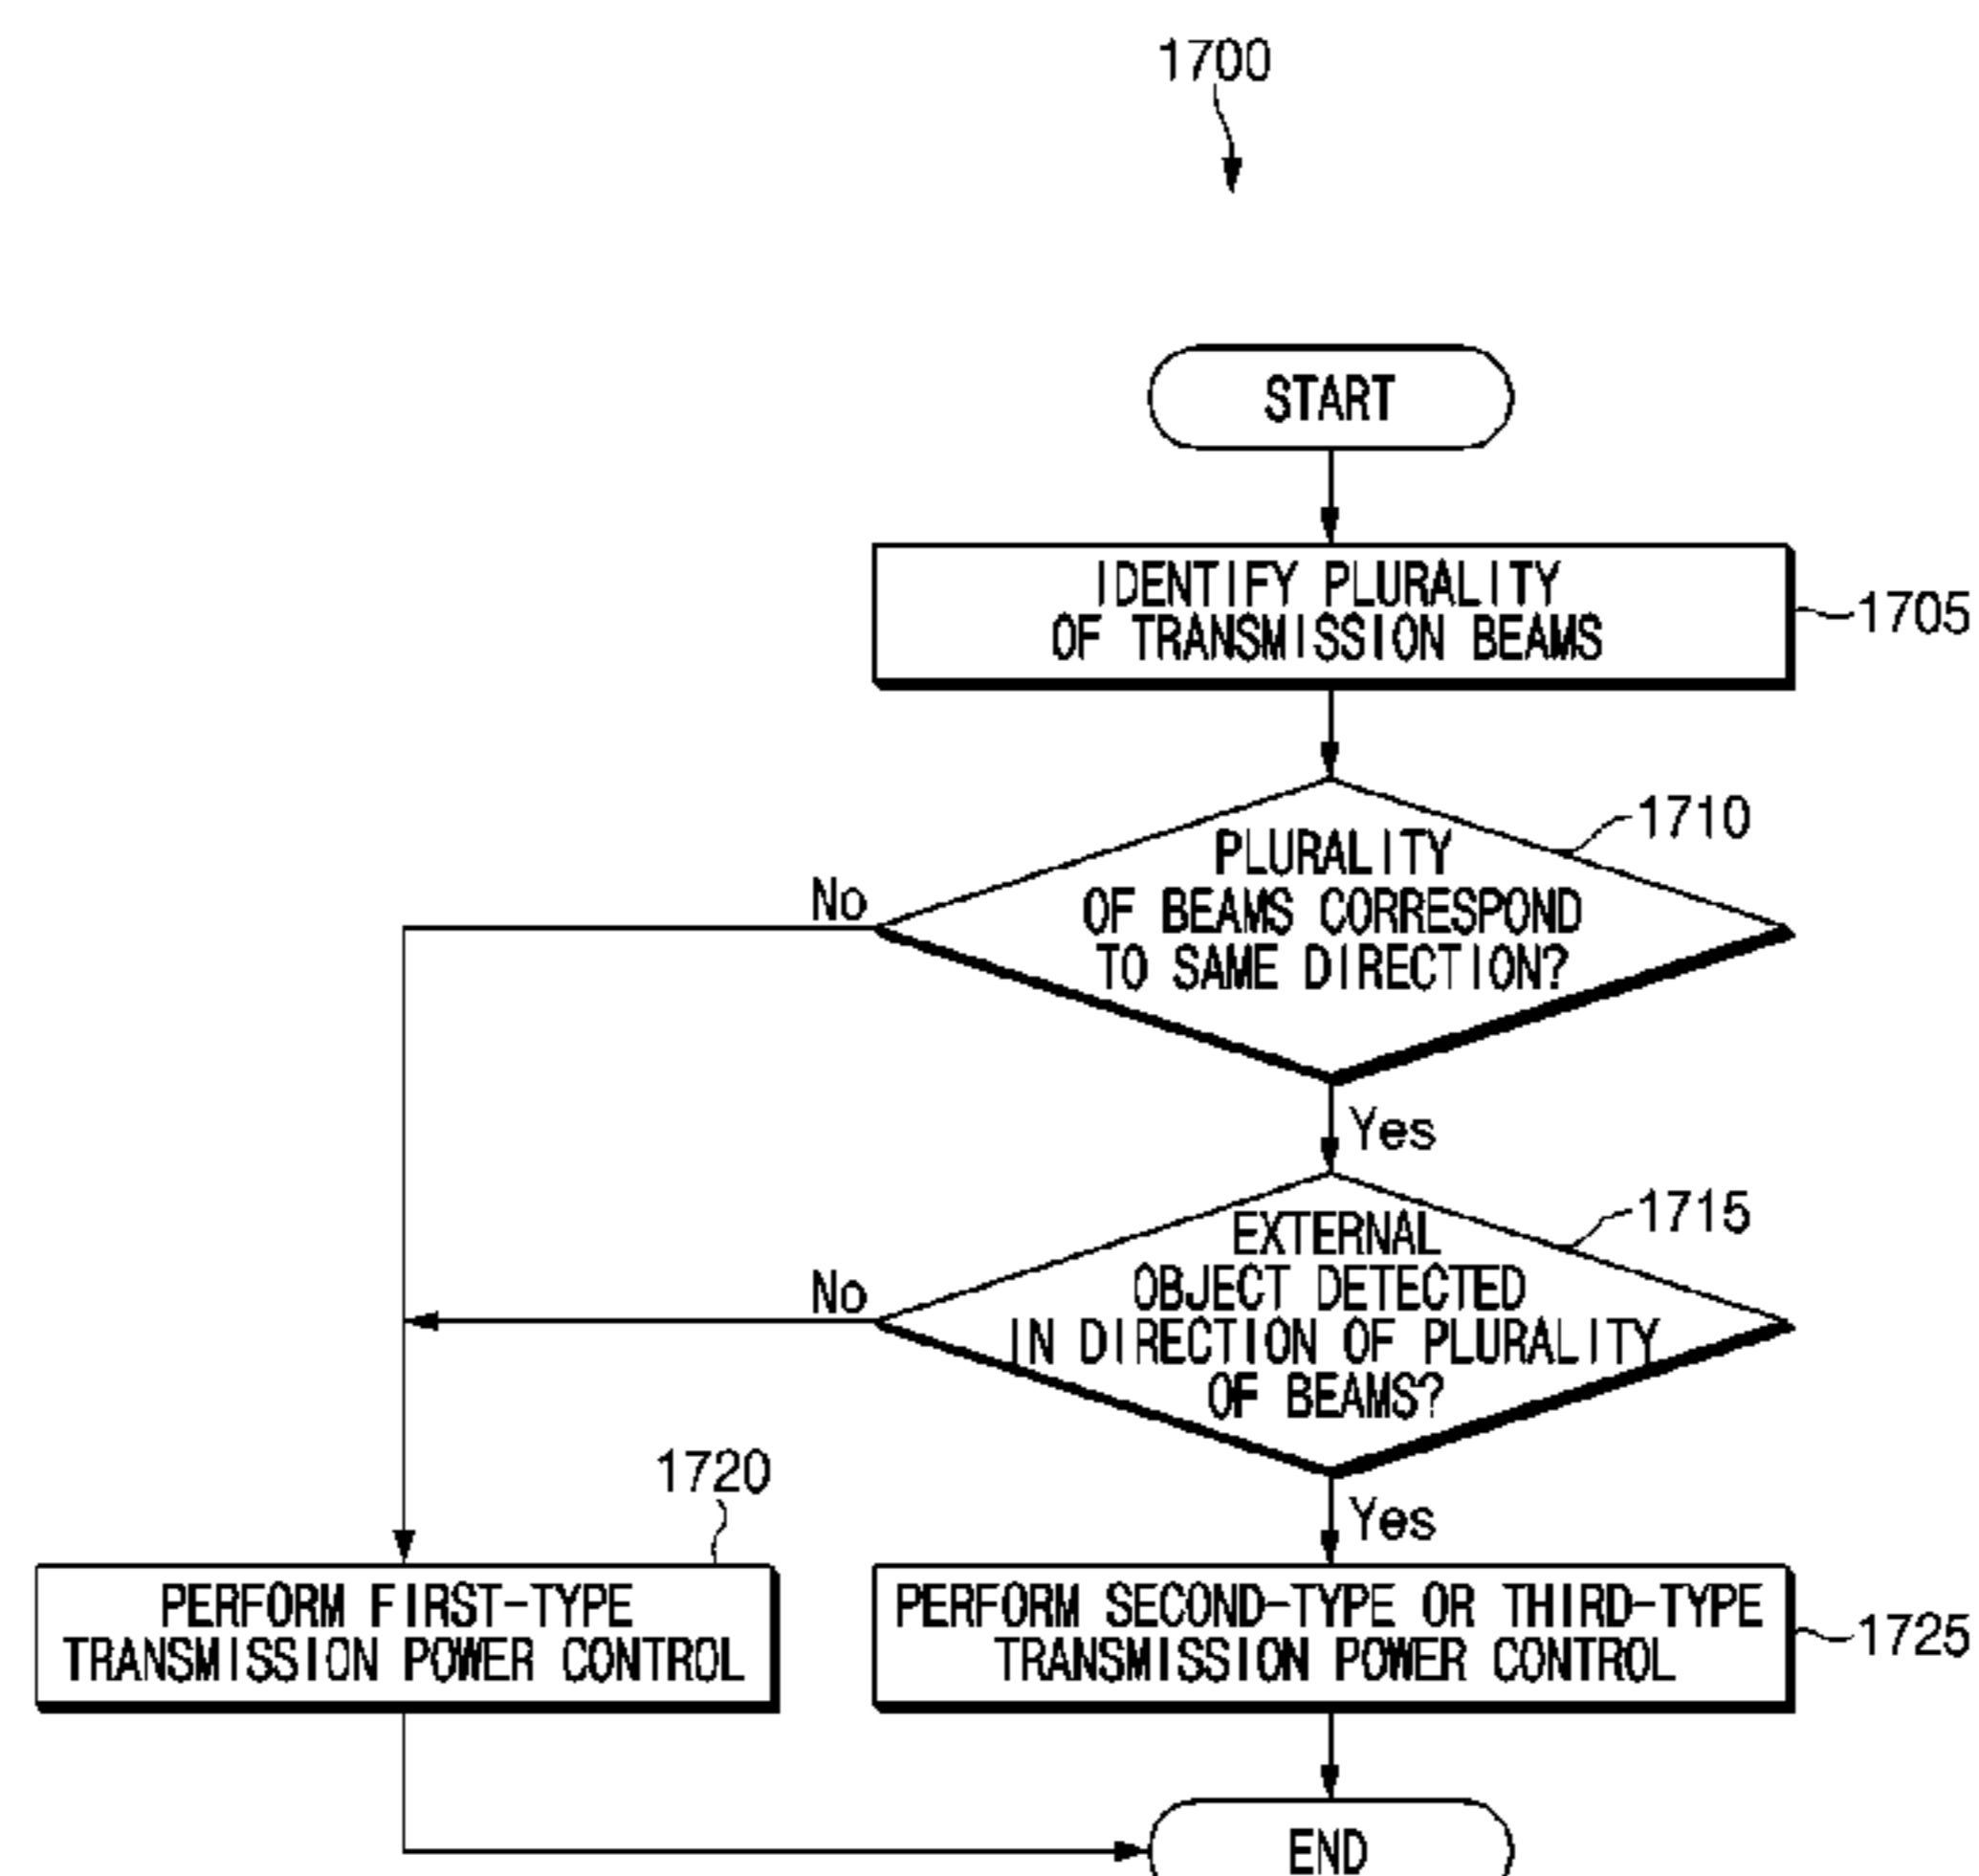 1700
START
IDENTIFY PLURALITY
OF TRANSMISSION BEAMS
1705
1710
PLURALITY
OF BEAMS CORRESPOND
TO SAME DIRECTION?
No
Yes
1715
EXTERNAL
OBJECT DETECTED
IN DIRECTION OF PLURALITY
OF BEAMS?
No
Yes
1720
PERFORM FIRST-TYPE
TRANSMISSION POWER CONTROL
PERFORM SECOND-TYPE OR THIRD-TYPE
TRANSMISSION POWER CONTROL
1725
END